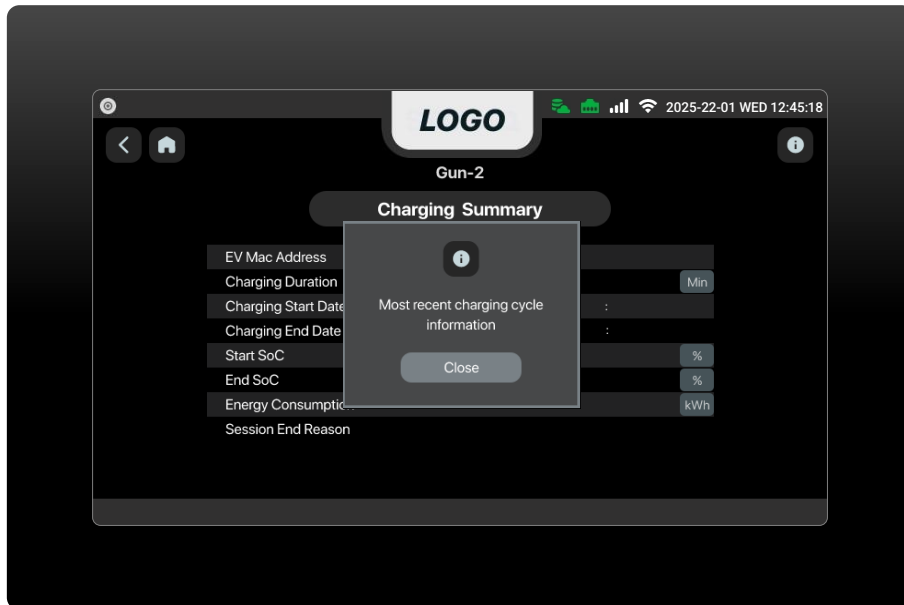 LOGO
2025-22-01 WED 12:45:18
Gun-2
Charging Summary
EV Mac Address
Charging Duration
Min
Charging Start Date
:
Charging End Date
:
Start SoC
%
End SoC
%
Energy Consumptio
kWh
Session End Reason
Most recent charging cycle
information
Close